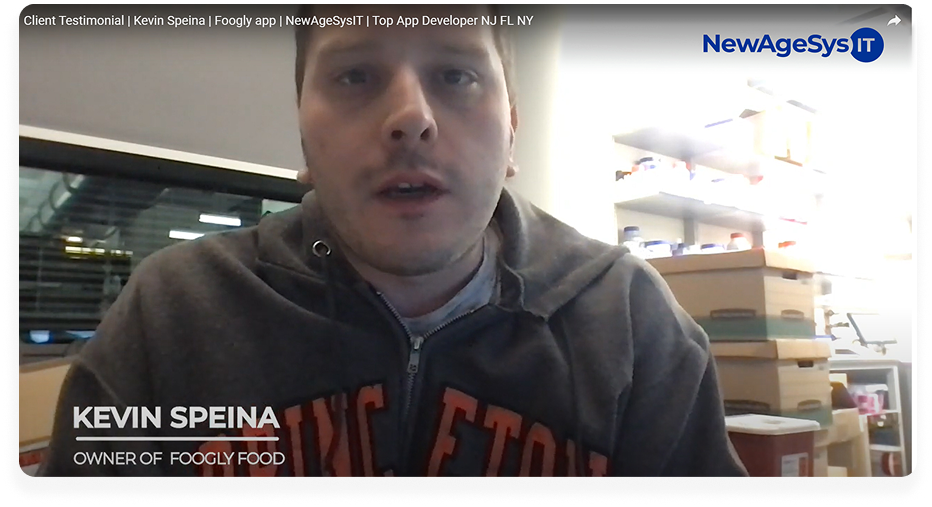 Client Testimonial | Kevin Speina | Foogly app | NewAgeSysIT | Top App Developer NJ FL NY
NewAgeSys IT
KEVIN SPEINA
OWNER OF FOOGLY FOOD
PRINCETON